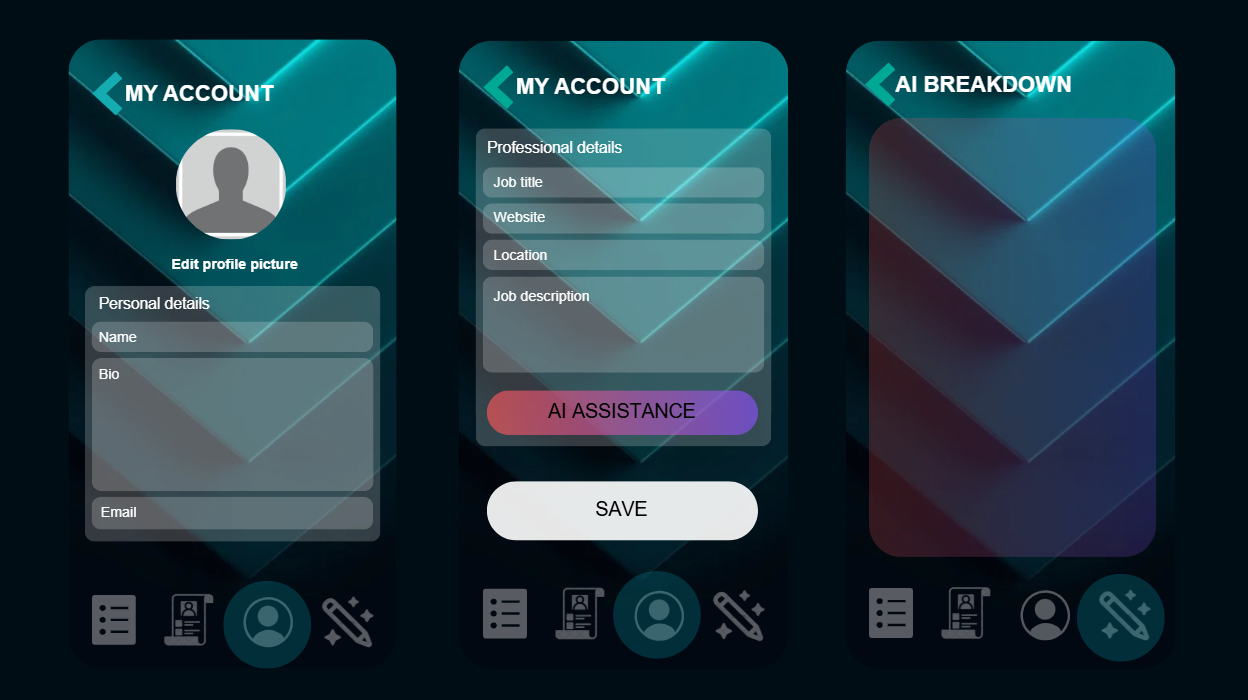 MY ACCOUNT
Edit profile picture
Personal details
Name
Bio
Email
MY ACCOUNT
Professional details
Job title
Website
Location
Job description
AI ASSISTANCE
SAVE
AI BREAKDOWN